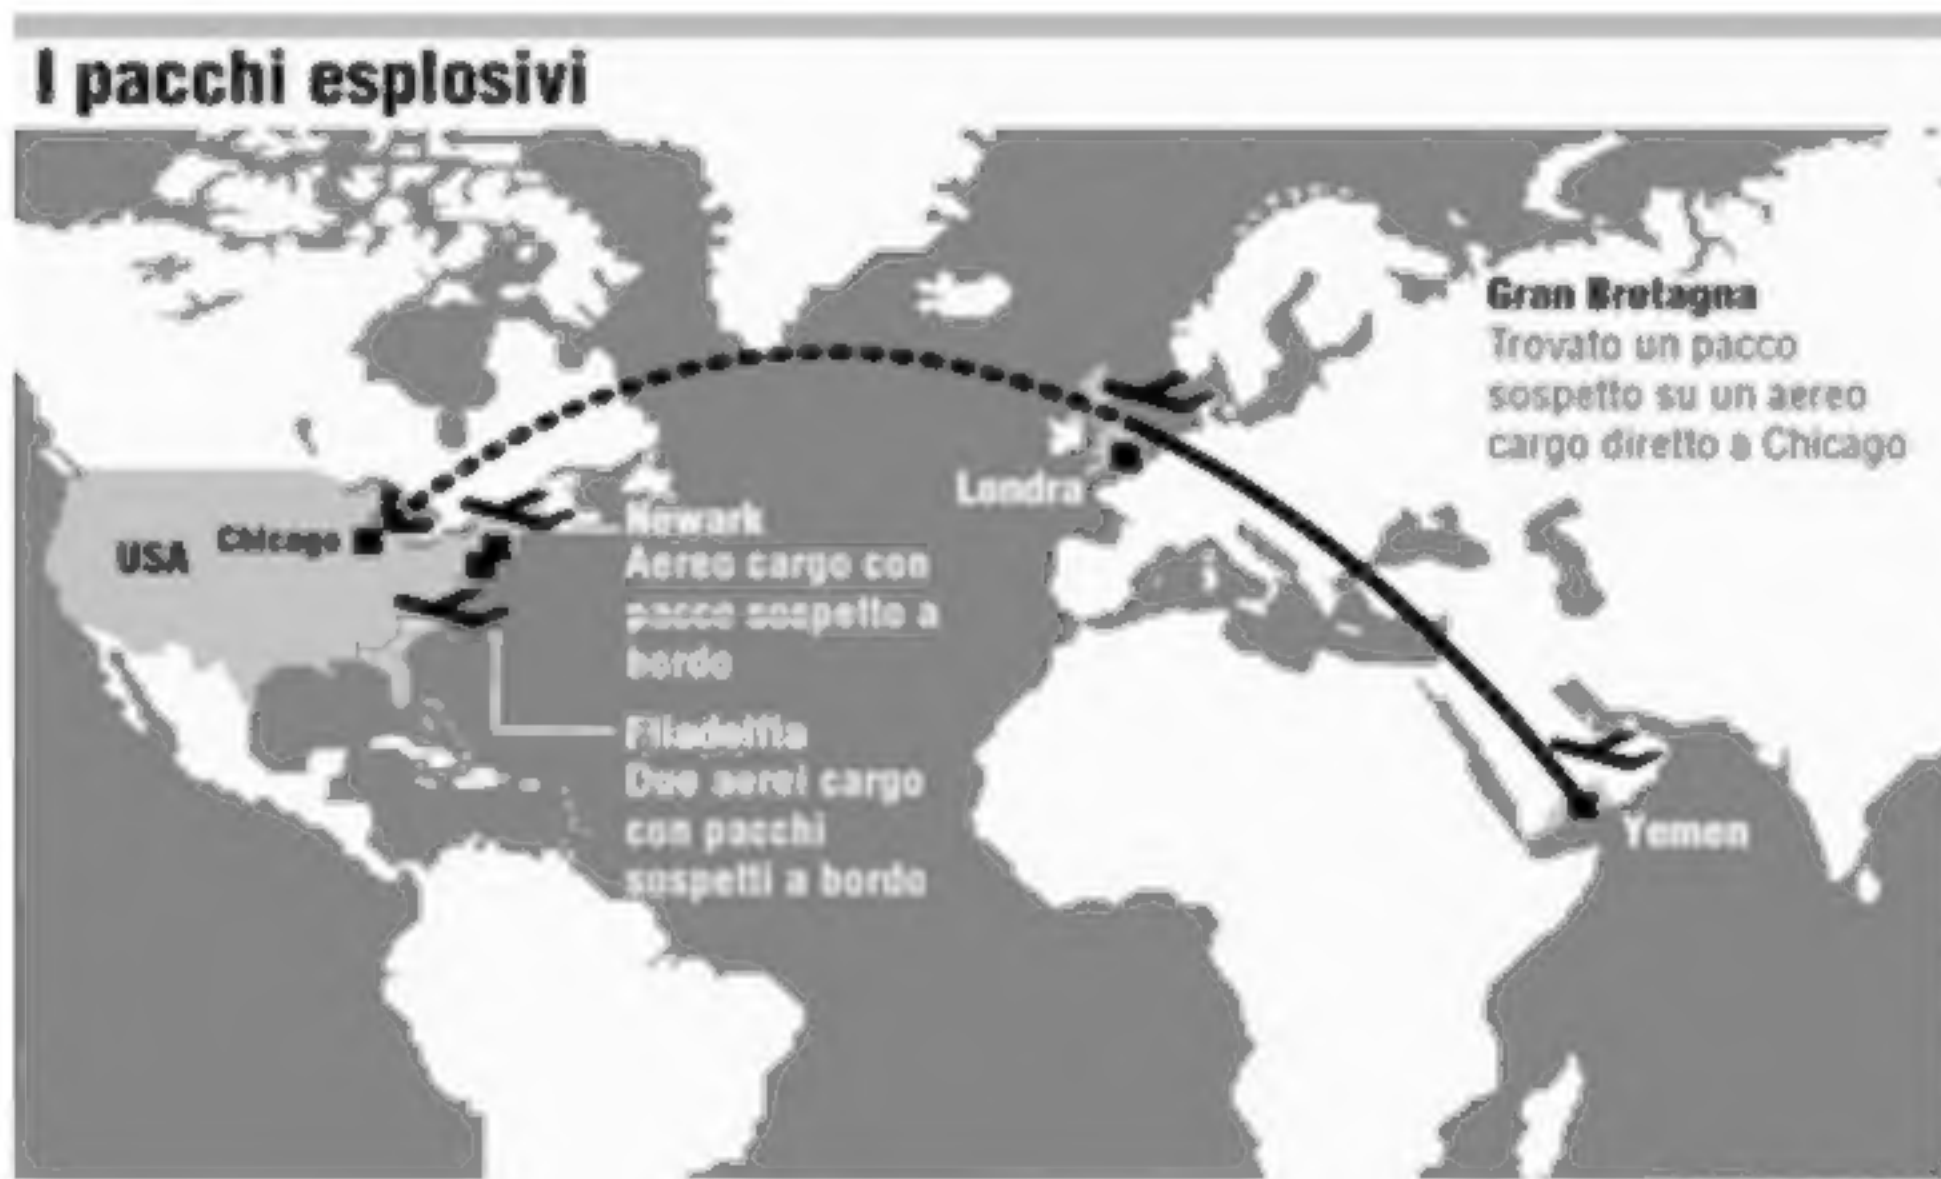 I pacchi esplosivi
Gran Bretagna
Trovato un pacco
sospetto su un aereo
cargo diretto a Chicago
Londra
USA
Chicago
Newark
Aereo cargo con
pacco sospetto a
bordo
Filadelfia
Due aerei cargo
con pacchi
sospetti a bordo
Yemen